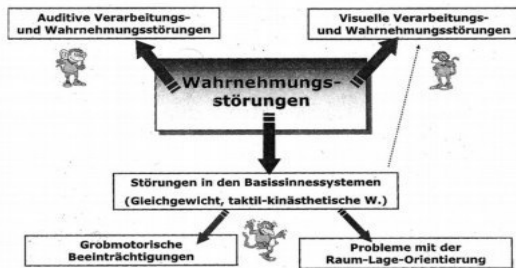 Auditive Verarbeitungs-
und Wahrnehmungsstörungen
Visuelle Verarbeitungs-
und Wahrnehmungsstörungen
Wahrnehmungs-
störungen
Störungen in den Basissinnessystemen
(Gleichgewicht, taktil-kinästhetische W.)
Grobmotorische
Beeinträchtigungen
Probleme mit der
Raum-Lage-Orientierung